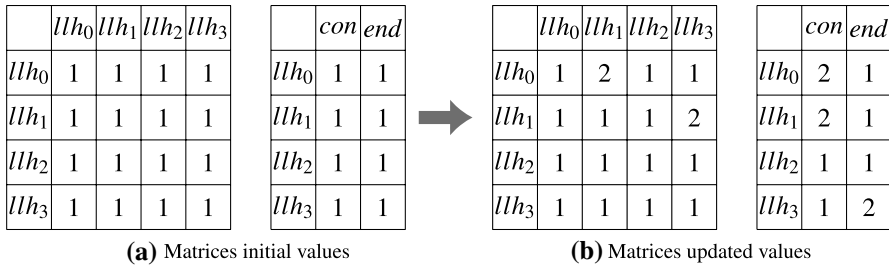 llh0 llh1 llh2 llh3 con end llh0 llh1 llh2 llh3 con end
llh0 1 1 1 1 llh0 1 1 llh0 1 2 1 1 llh0 2 1
llh1 1 1 1 1 llh1 1 1 llh1 1 1 1 2 llh1 2 1
llh2 1 1 1 1 llh2 1 1 llh2 1 1 1 1 llh2 1 1
llh3 1 1 1 1 llh3 1 1 llh3 1 1 1 1 llh3 1 2
(a) Matrices initial values (b) Matrices updated values